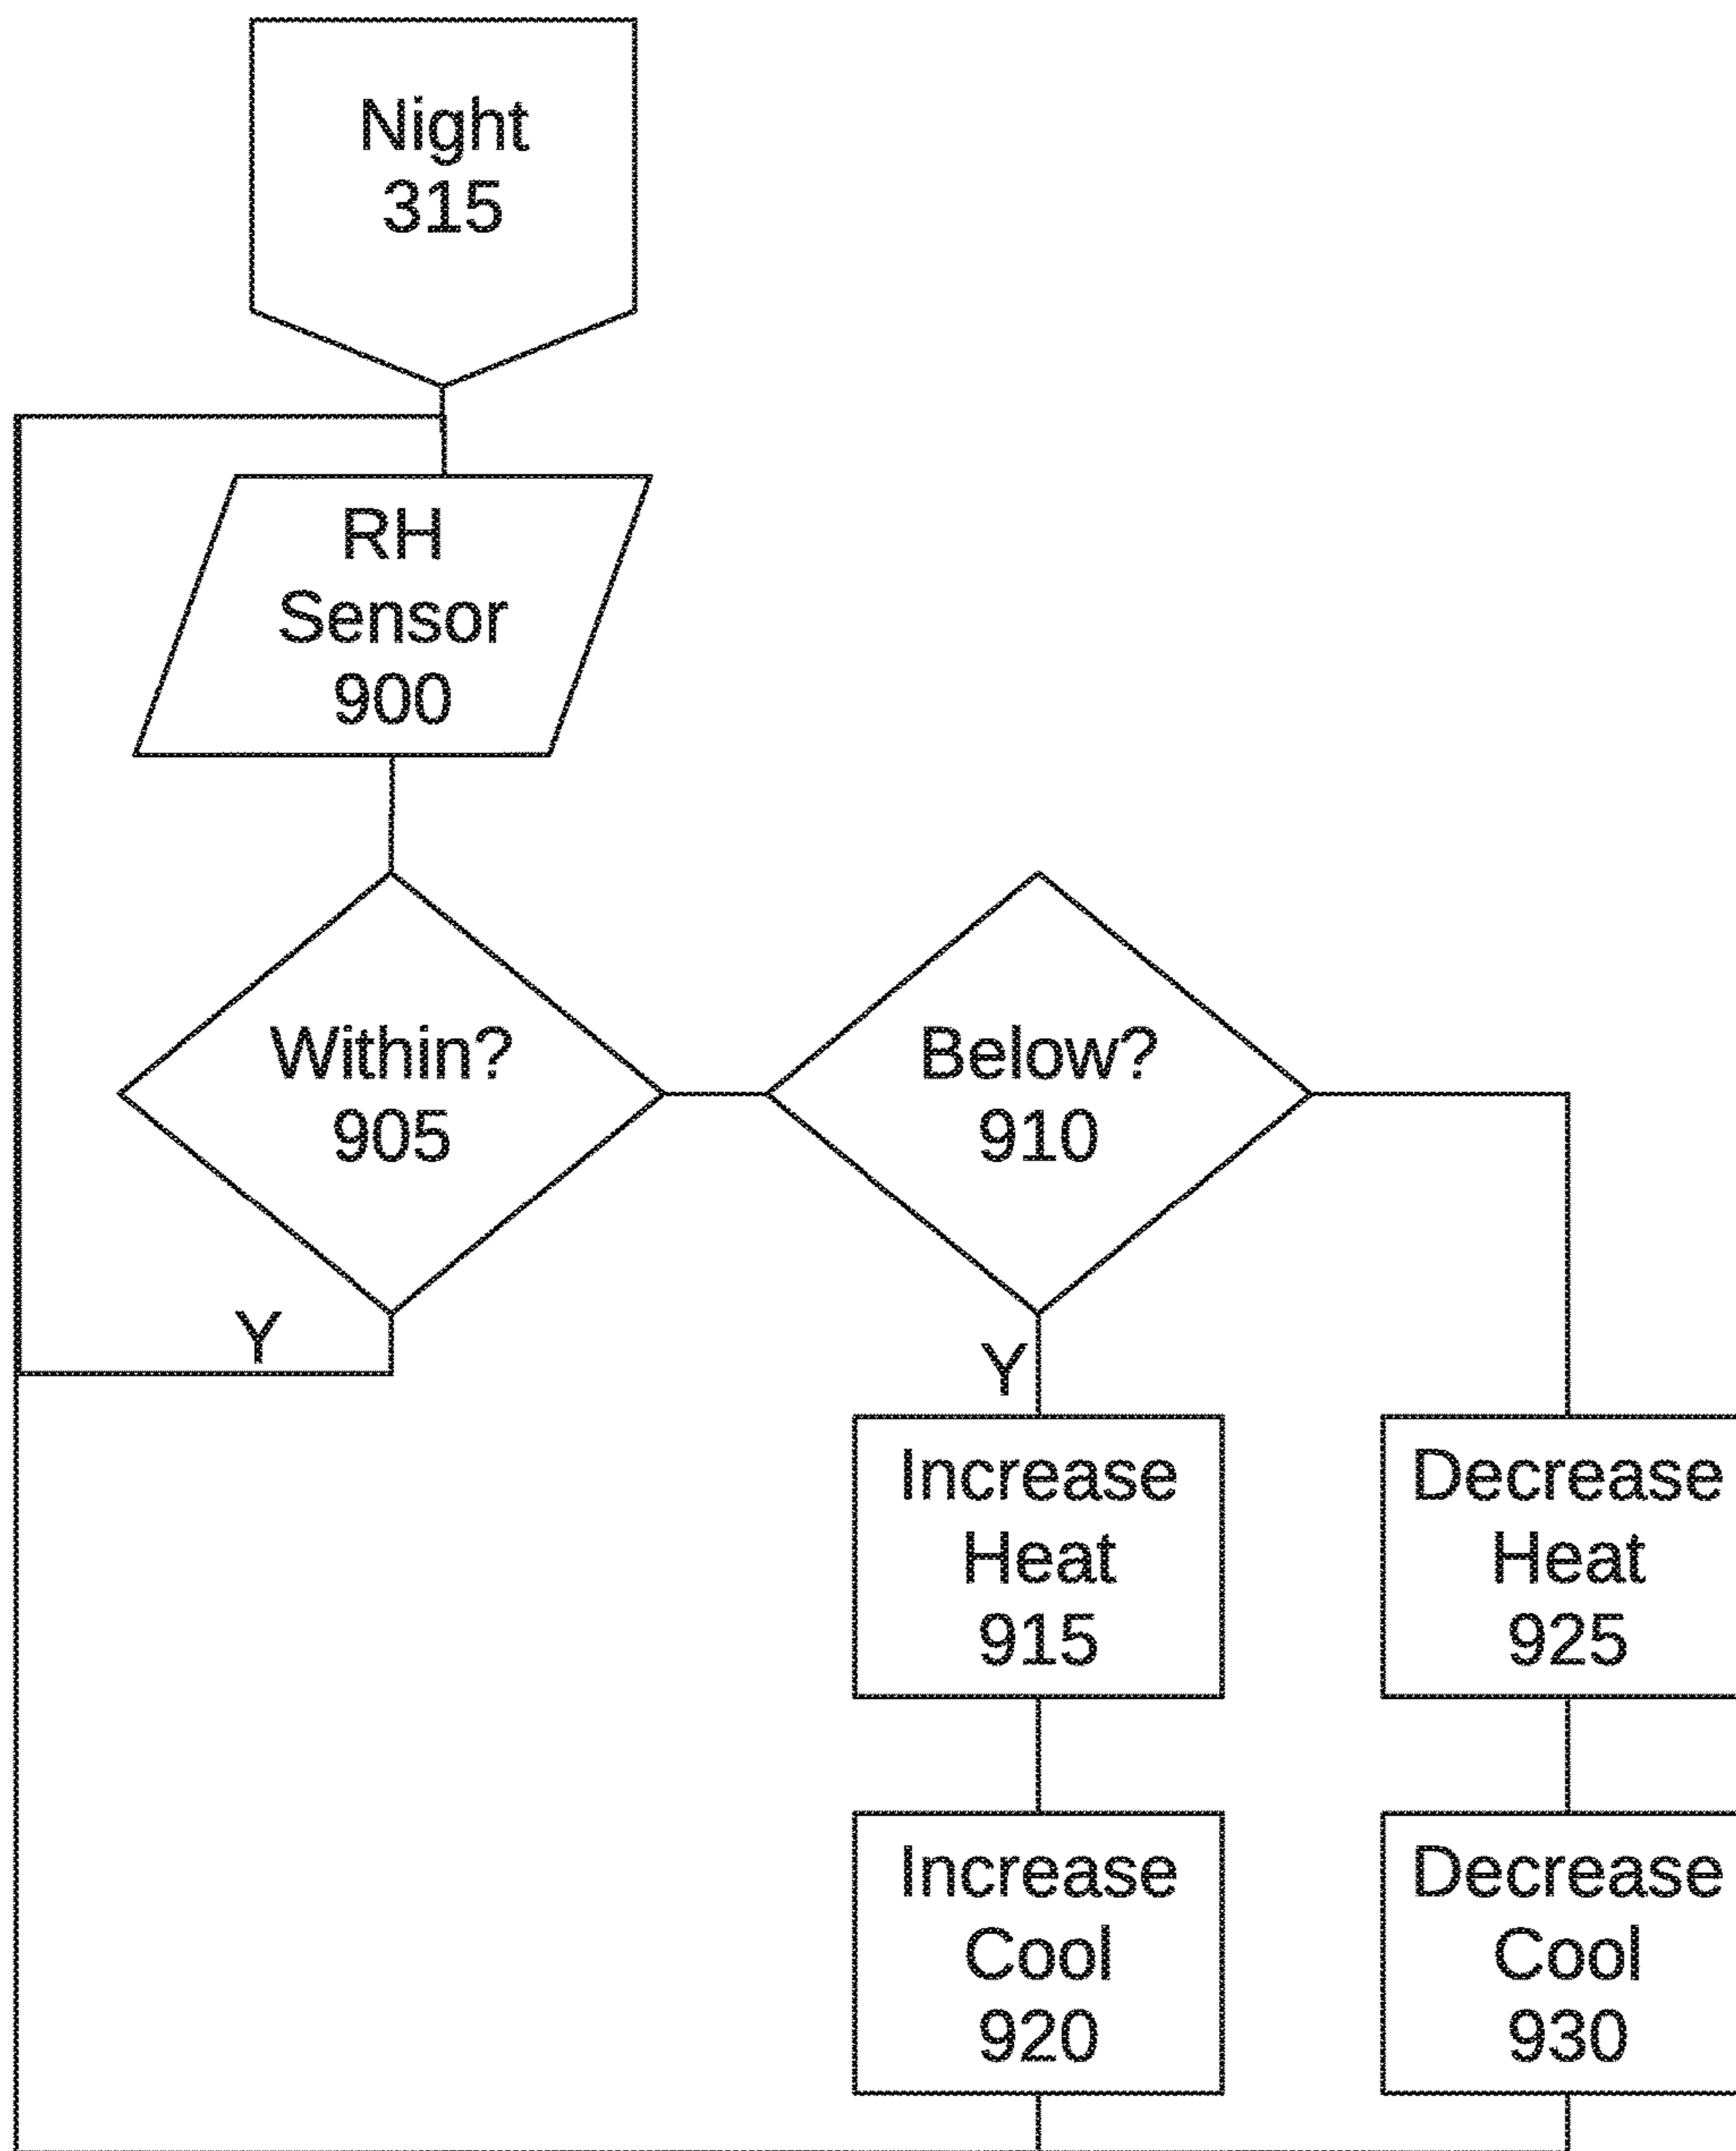 Night
315
RH
Sensor
900
Within?
905
Y
Below?
910
Y
Increase
Heat
915
Decrease
Heat
925
Increase
Cool
920
Decrease
Cool
930